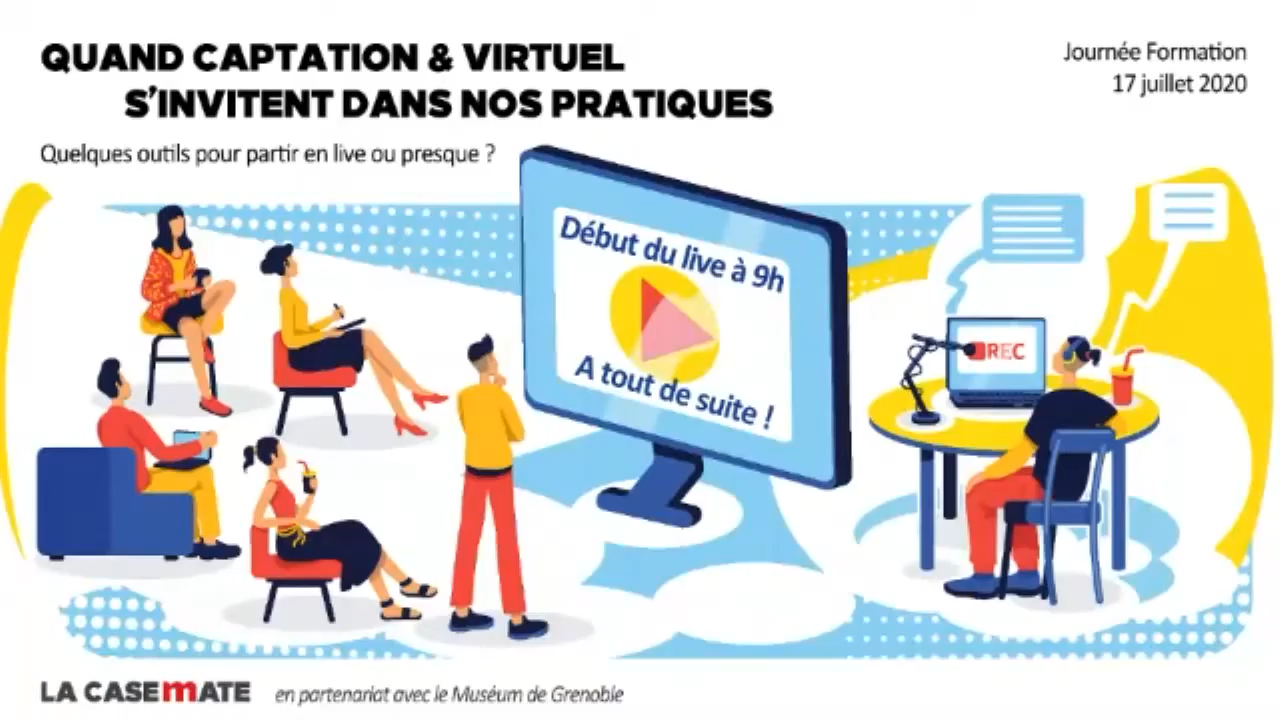 QUAND CAPTATION & VIRTUEL
S'INVITENT DANS NOS PRATIQUES
Quelques outils pour partir en live ou presque ?
Journée Formation
17 juillet 2020
Début du live à 9h
A tout de suite !
REC
LA CASEMATE en partenariat avec le Muséum de Grenoble